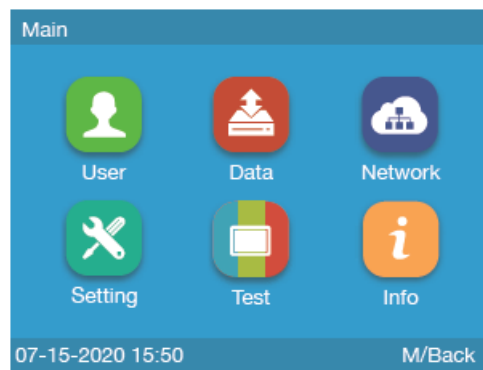 Main
User Data Network
Setting Test Info
07-15-2020 15:50 M/Back